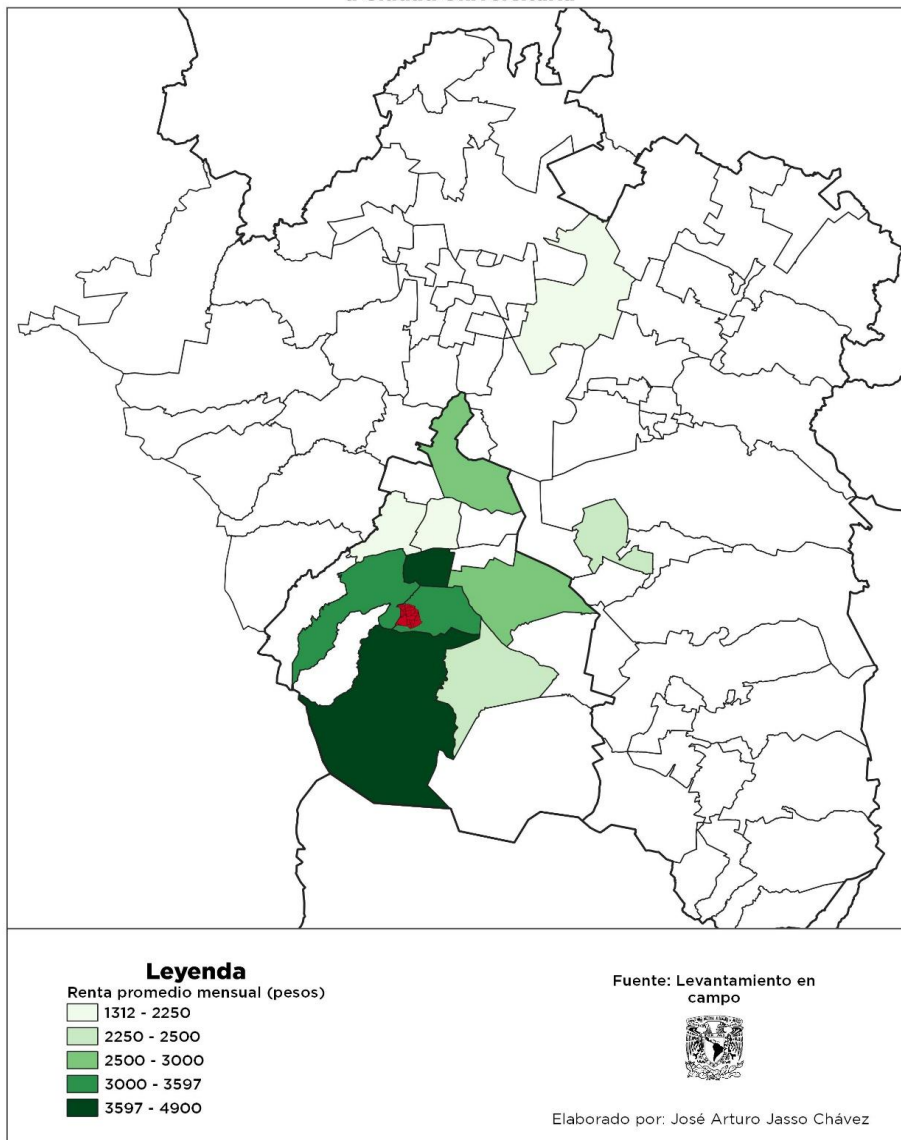 Leyenda
Renta promedio mensual (pesos)
1312 - 2250
2250 - 2500
2500 - 3000
3000 - 3597
3597 - 4900
Fuente: Levantamiento en
campo
Elaborado por: José Arturo Jasso Chávez